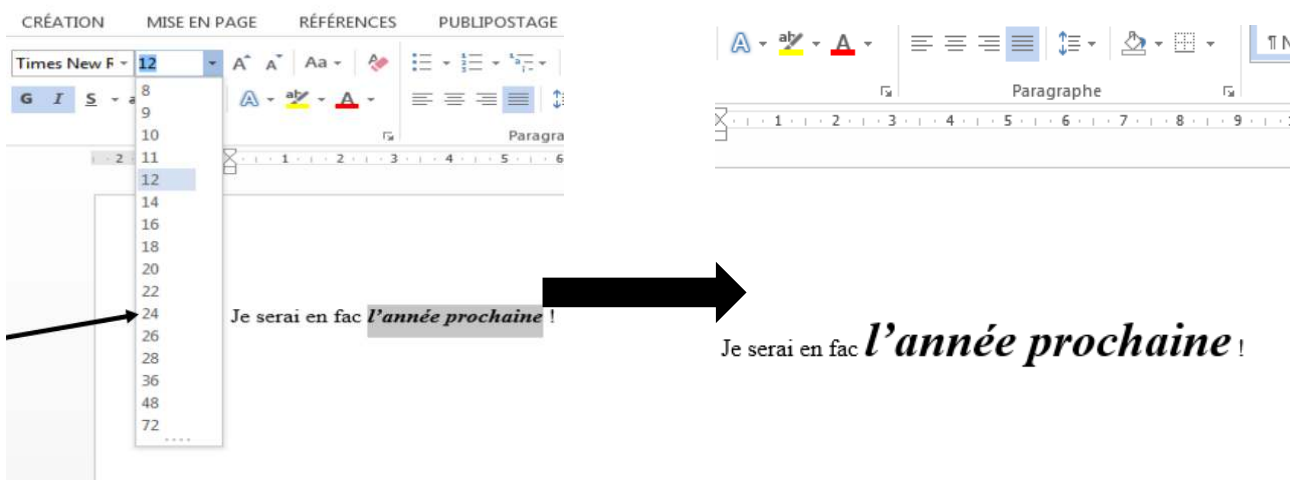 CRÉATION MISE EN PAGE RÉFÉRENCES PUBLIPOSTAGE
Times New F 12 A A Aa
G I S ab A
Paragra
2 1 2 3 4 5 6
8
9
10
11
12
14
16
18
20
22
24
26
28
36
48
72
Je serai en fac l’année prochaine !
A ab A ¶ N
Paragraphe
1 2 3 4 5 6 7 8 9
Je serai en fac l’année prochaine !